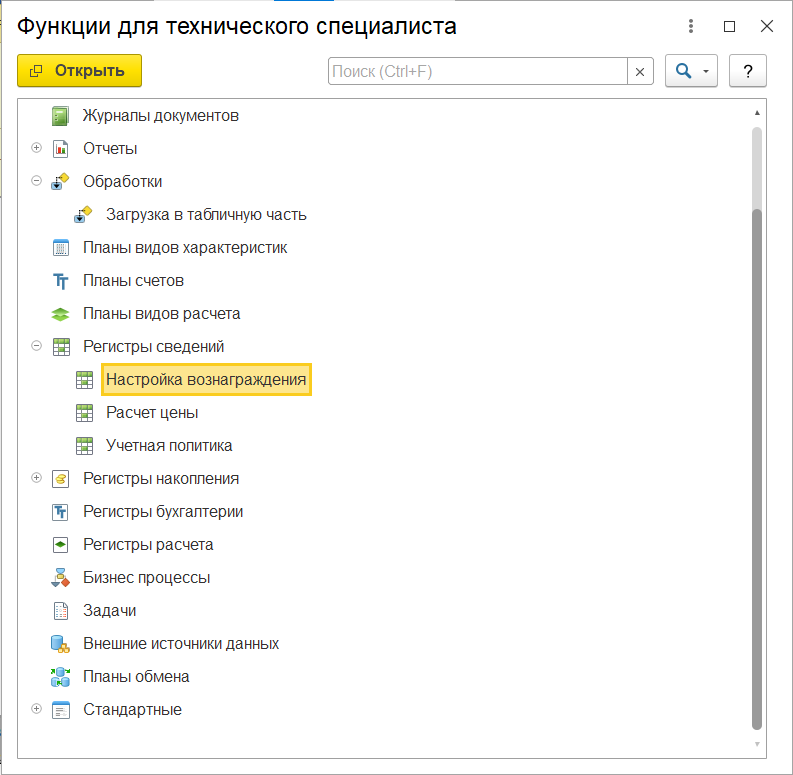 Функции для технического специалиста
Открыть
Поиск (Ctrl+F)
?
Журналы документов
Отчеты
Обработки
Загрузка в табличную часть
Планы видов характеристик
Планы счетов
Планы видов расчета
Регистры сведений
Настройка вознаграждения
Расчет цены
Учетная политика
Регистры накопления
Регистры бухгалтерии
Регистры расчета
Бизнес процессы
Задачи
Внешние источники данных
Планы обмена
Стандартные